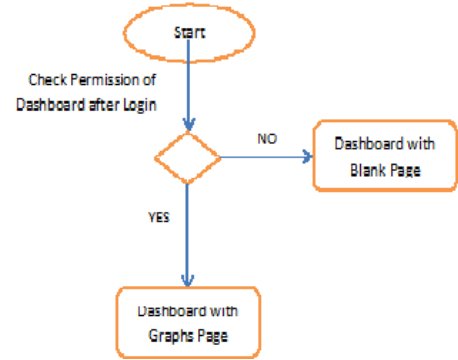 Start
Check Permission of
Dashboard after Login
NO
Dashboard with
Blank Page
YES
Dashboard with
Graphs Page